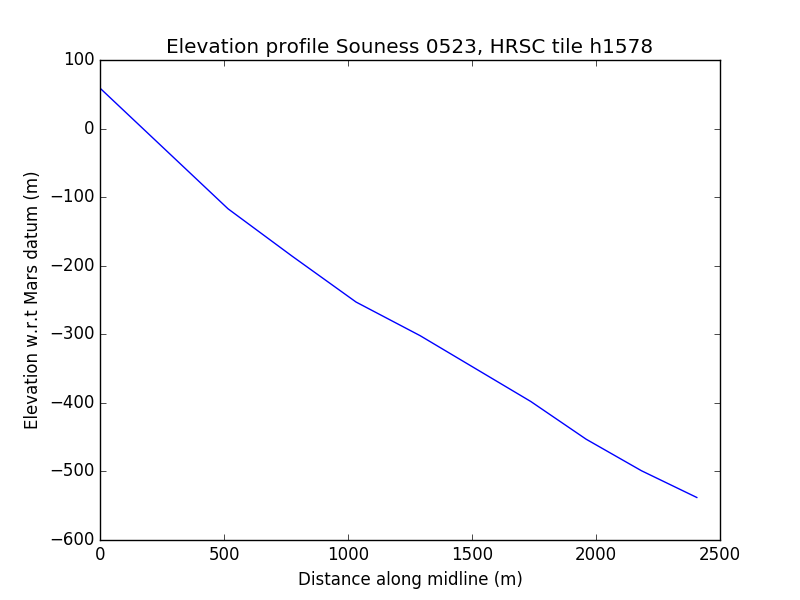 Elevation profile Souness 0523, HRSC tile h1578
100
0
−100
−200
−300
−400
−500
−600
Elevation w.r.t Mars datum (m)
0 500 1000 1500 2000 2500
Distance along midline (m)